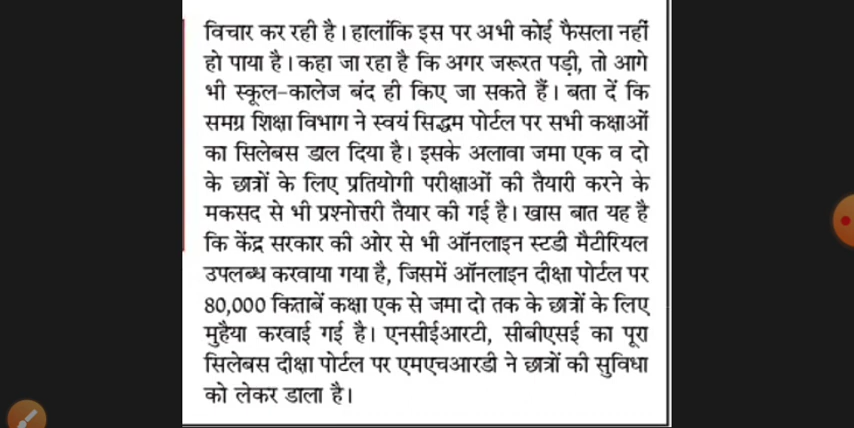 विचार कर रही है। हालांकि इस पर अभी कोई फैसला नहीं
हो पाया है। कहा जा रहा है कि अगर जरूरत पड़ी, तो आगे
भी स्कूल-कालेज बंद ही किए जा सकते हैं। बता दें कि
समग्र शिक्षा विभाग ने स्वयं सिद्धम पोर्टल पर सभी कक्षाओं
का सिलेबस डाल दिया है। इसके अलावा जमा एक व दो
के छात्रों के लिए प्रतियोगी परीक्षाओं की तैयारी करने के
मकसद से भी प्रश्नोत्तरी तैयार की गई है। खास बात यह है
कि केंद्र सरकार की ओर से भी ऑनलाइन स्टडी मैटीरियल
उपलब्ध करवाया गया है, जिसमें ऑनलाइन दीक्षा पोर्टल पर
80,000 किताबें कक्षा एक से जमा दो तक के छात्रों के लिए
मुहैया करवाई गई है। एनसीईआरटी, सीबीएसई का पूरा
सिलेबस दीक्षा पोर्टल पर एमएचआरडी ने छात्रों की सुविधा
को लेकर डाला है।